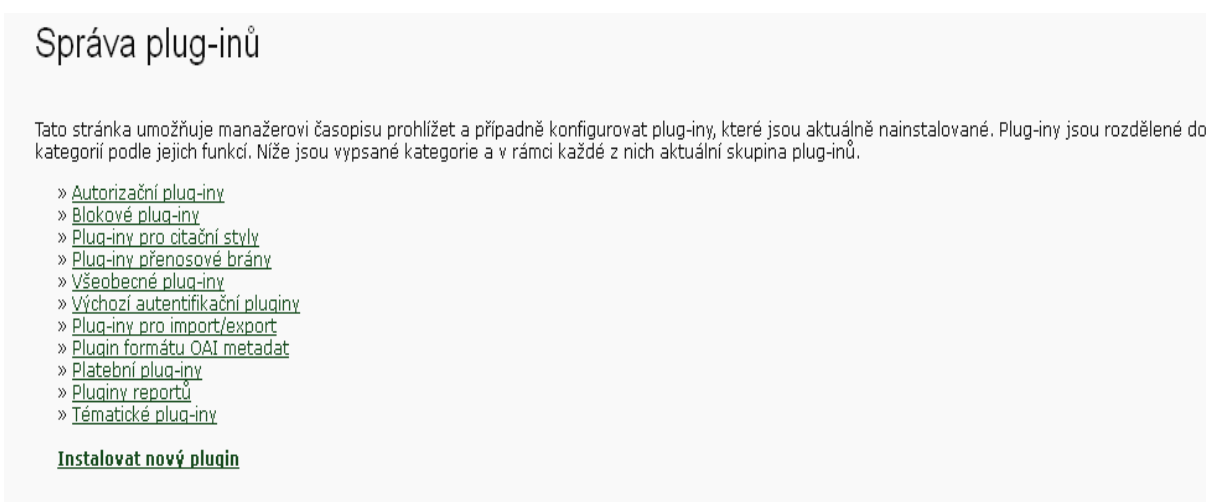 Správa plug-inů
Tato stránka umožňuje manažerovi časopisu prohlížet a případně konfigurovat plug-iny, které jsou aktuálně nainstalované. Plug-iny jsou rozdělené do
kategorií podle jejich funkcí. Níže jsou vypsané kategorie a v rámci každé z nich aktuální skupina plug-inů.
» Autorizační plug-iny
» Blokové plug-iny
» Plug-iny pro citační styly
» Plug-iny přenosové brány
» Všeobecné plug-iny
» Výchozí autentifikační pluginy
» Plug-iny pro import/export
» Plugin formátu OAI metadat
» Platební plug-iny
» Pluginy reportů
» Tématické plug-iny
Instalovat nový plugin